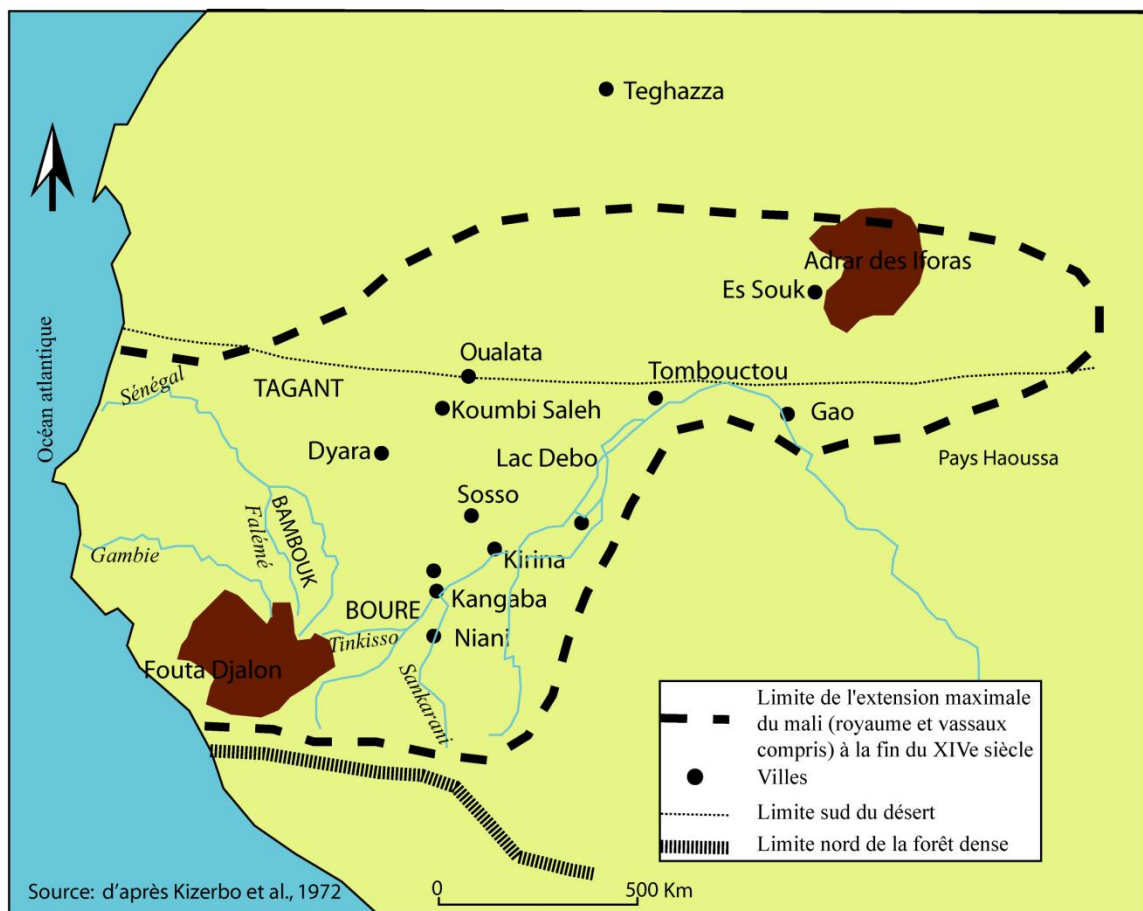 Teghazza
Adrar des Iforas
Es Souk
Océan atlantique
Oualata
Tombouctou
Sénégal
TAGANT
Koumbi Saleh
Gao
Dyara
Lac Debo
Pays Haoussa
Sosso
BAMBOUK
Falémé
Gambie
Kirina
Kangaba
BOURE
Tinkisso
Niani
Fouta Djalon
Sankarani
Limite de l'extension maximale
du mali (royaume et vassaux
compris) à la fin du XIVe siècle
Villes
Limite sud du désert
Limite nord de la forêt dense
Source: d'après Kizerbo et al., 1972
0 500 Km